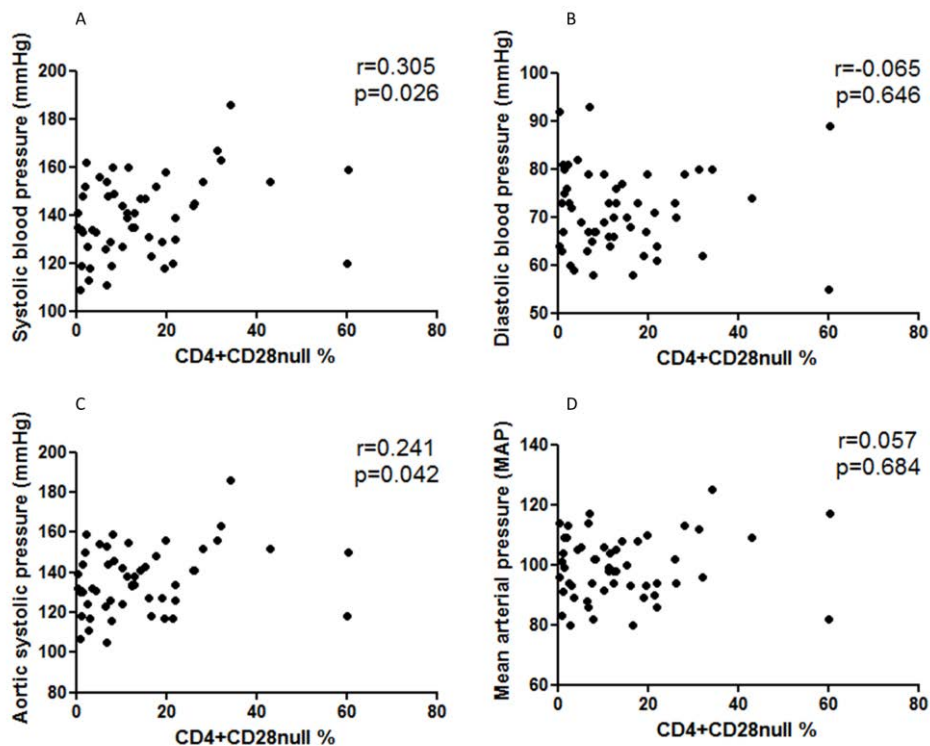 A
Systolic blood pressure (mmHg)
200
180
160
140
120
100
r=0.305
p=0.026
0 20 40 60 80
CD4+CD28null %
B
Diastolic blood pressure (mmHg)
100
90
80
70
60
50
r=-0.065
p=0.646
0 20 40 60 80
CD4+CD28null %
C
Aortic systolic pressure (mmHg)
200
180
160
140
120
100
80
r=0.241
p=0.042
0 20 40 60 80
CD4+CD28null %
D
Mean arterial pressure (MAP)
140
120
100
80
60
r=0.057
p=0.684
0 20 40 60 80
CD4+CD28null %